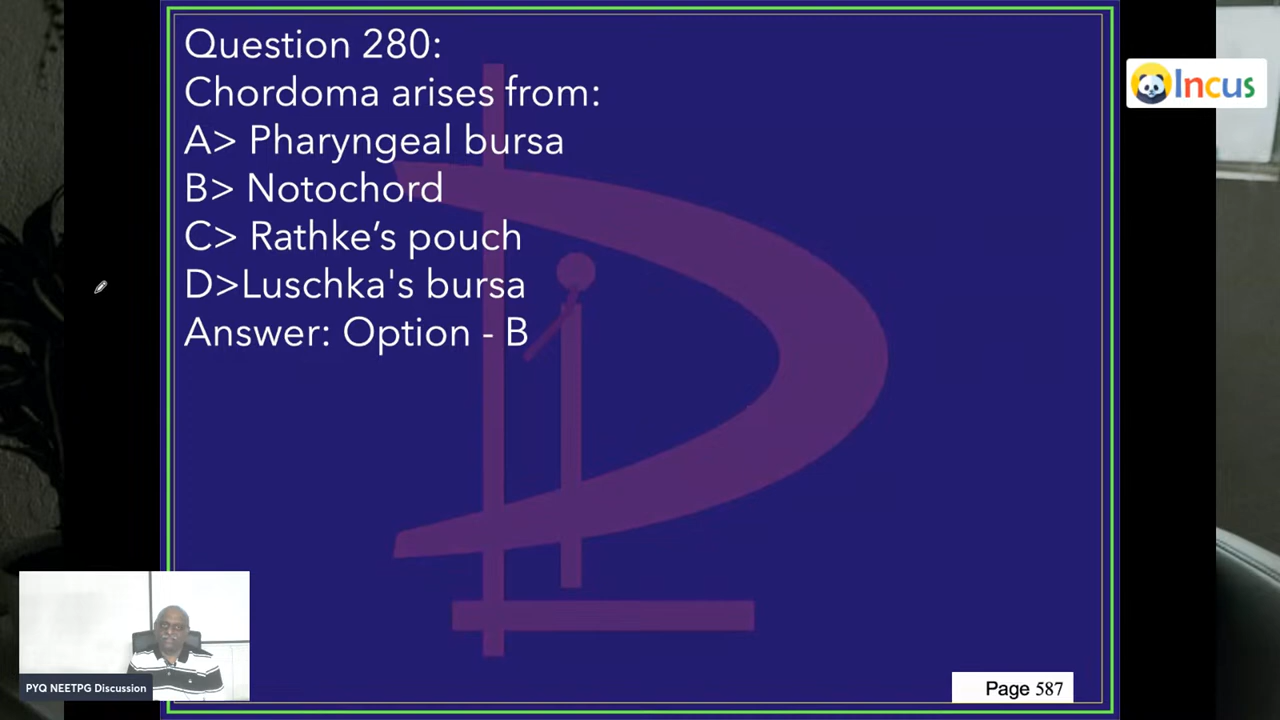 Question 280:
Chordoma arises from:
A> Pharyngeal bursa
B> Notochord
C> Rathke’s pouch
D>Luschka's bursa
Answer: Option - B
Incus
PYQ NEETPG Discussion
Page 587